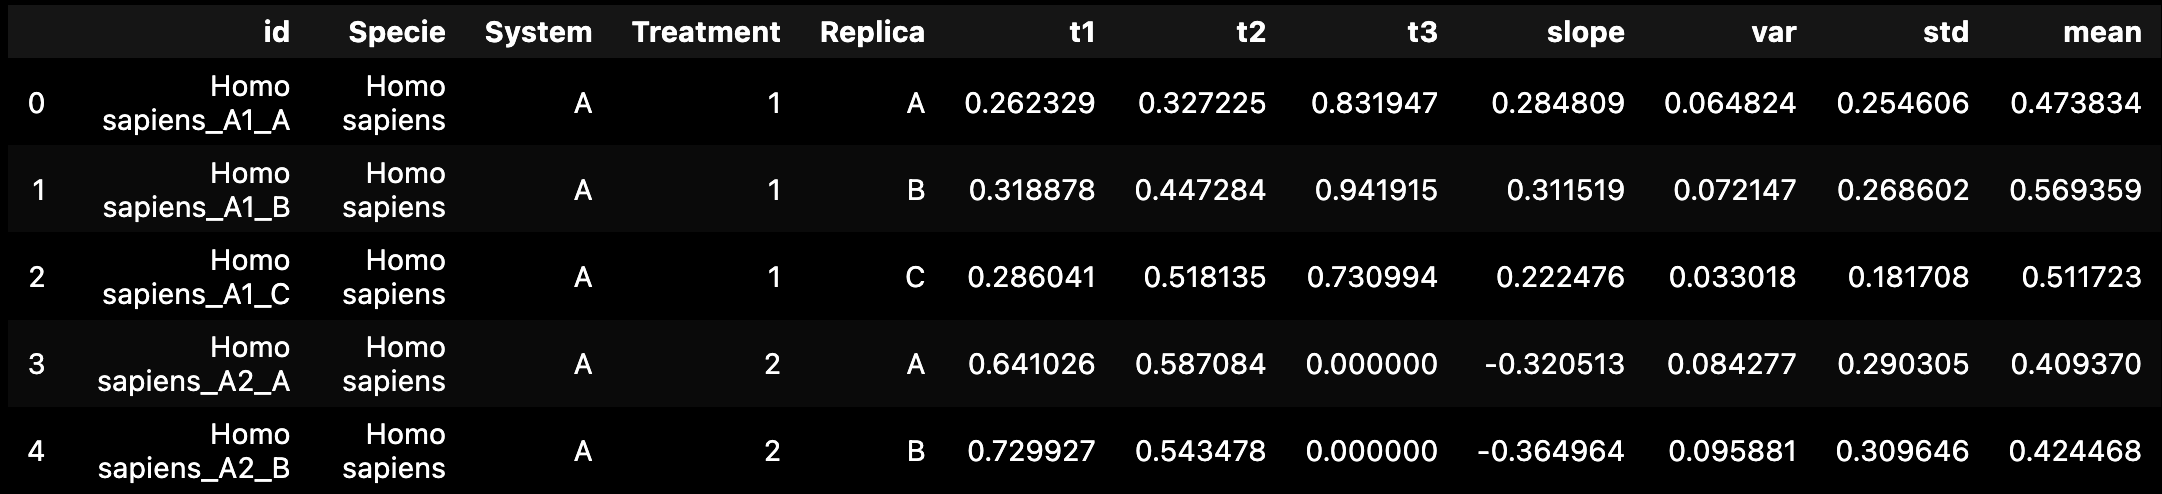 id Specie System Treatment Replica t1 t2 t3 slope var std mean
0 Homo sapiens_A1_A Homo sapiens A 1 A 0.262329 0.327225 0.831947 0.284809 0.064824 0.254606 0.473834
1 Homo sapiens_A1_B Homo sapiens A 1 B 0.318878 0.447284 0.941915 0.311519 0.072147 0.268602 0.569359
2 Homo sapiens_A1_C Homo sapiens A 1 C 0.286041 0.518135 0.730994 0.222476 0.033018 0.181708 0.511723
3 Homo sapiens_A2_A Homo sapiens A 2 A 0.641026 0.587084 0.000000 -0.320513 0.084277 0.290305 0.409370
4 Homo sapiens_A2_B Homo sapiens A 2 B 0.729927 0.543478 0.000000 -0.364964 0.095881 0.309646 0.424468